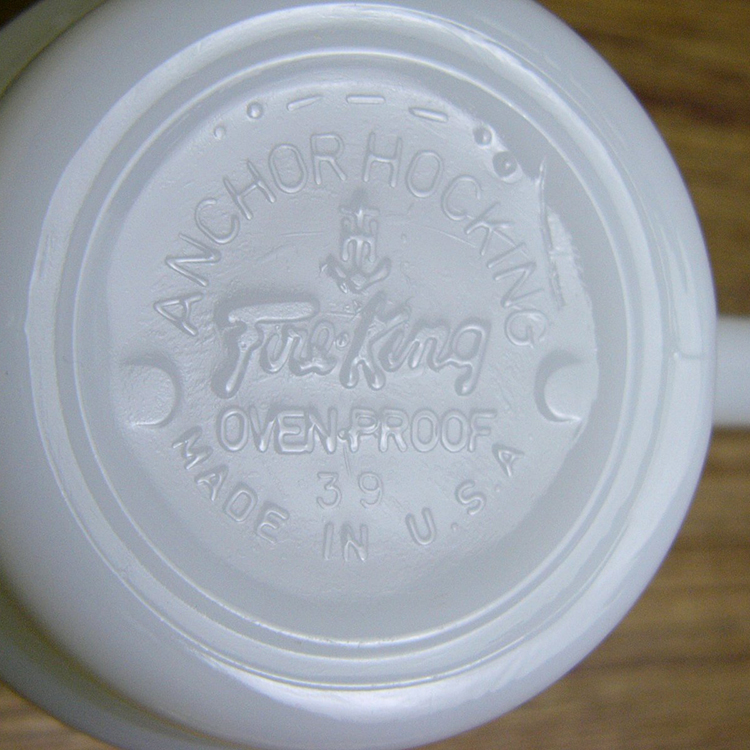 ANCHOR HOCKING
Fire-King
OVEN-PROOF
39
MADE IN U.S.A